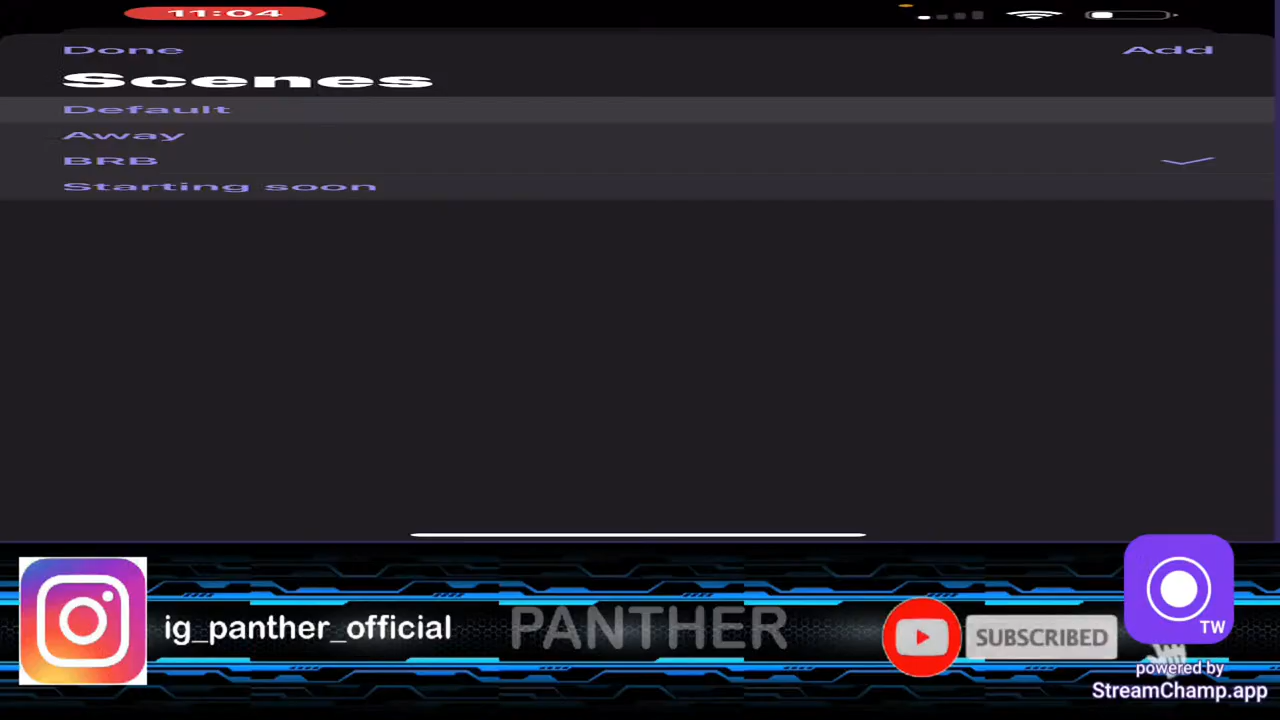 11:04
Done
Add
Scenes
Default
Away
BRB
Starting soon
ig_panther_official
PANTHER
SUBSCRIBED
TW
powered by
StreamChamp.app